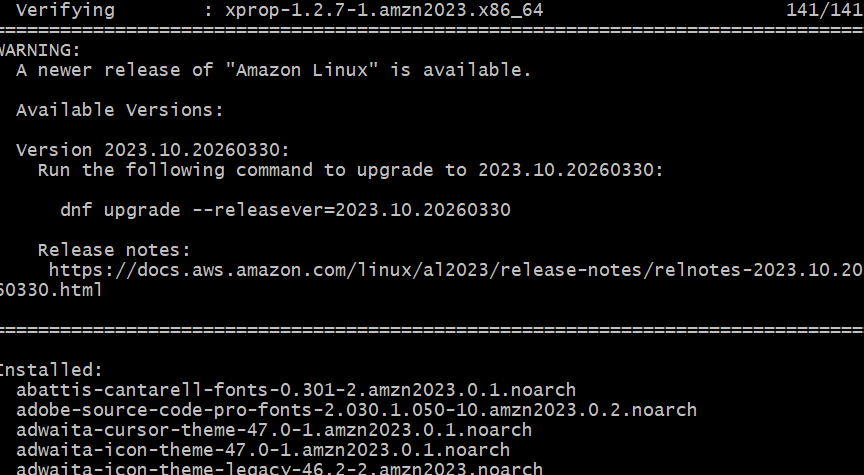 Verifying : xprop-1.2.7-1.amzn2023.x86_64 141/141
================================================================================
WARNING:
A newer release of "Amazon Linux" is available.
Available Versions:
Version 2023.10.20260330:
Run the following command to upgrade to 2023.10.20260330:
dnf upgrade --releasever=2023.10.20260330
Release notes:
https://docs.aws.amazon.com/linux/al2023/release-notes/relnotes-2023.10.20
60330.html
================================================================================
Installed:
abattis-cantarell-fonts-0.301-2.amzn2023.0.1.noarch
adobe-source-code-pro-fonts-2.030.1.050-10.amzn2023.0.2.noarch
adwaita-cursor-theme-47.0-1.amzn2023.0.1.noarch
adwaita-icon-theme-47.0-1.amzn2023.0.1.noarch
adwaita-icon-theme-legacy-46.2-2.amzn2023.noarch